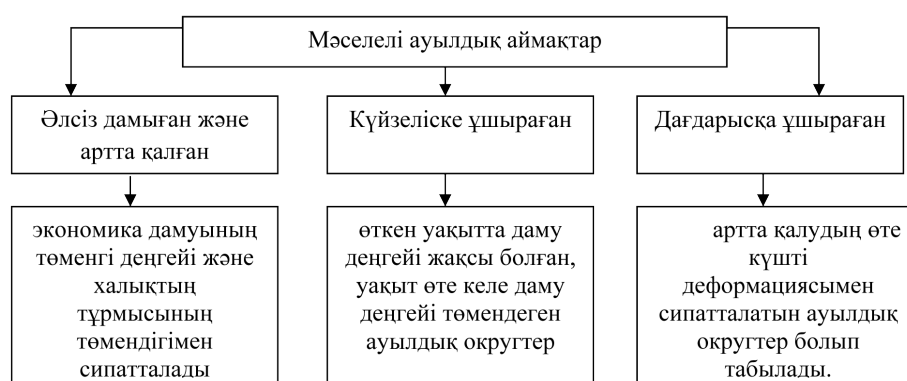 Мәселелі ауылдық аймақтар
Әлсіз дамыған және
артта қалған
Күйзеліске ұшыраған
Дағдарысқа ұшыраған
экономика дамуының
төменгі деңгейі және
халықтың
тұрмысының
төмендігімен
сипатталады
өткен уақытта даму
деңгейі жақсы болған,
уақыт өте келе даму
деңгейі төмендеген
ауылдық округтер
артта қалудың өте
күшті
деформациясымен
сипатталатын ауылдық
округтер болып
табылады.